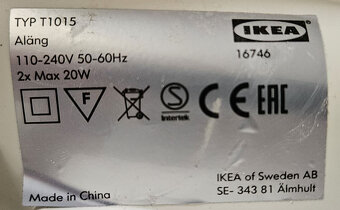 TYP T1015
Aläng
110-240V 50-60Hz
2x Max 20W
IKEA
16746
F
S
Intertek
CE
EAC
Made in China
IKEA of Sweden AB
SE- 343 81 Älmhult